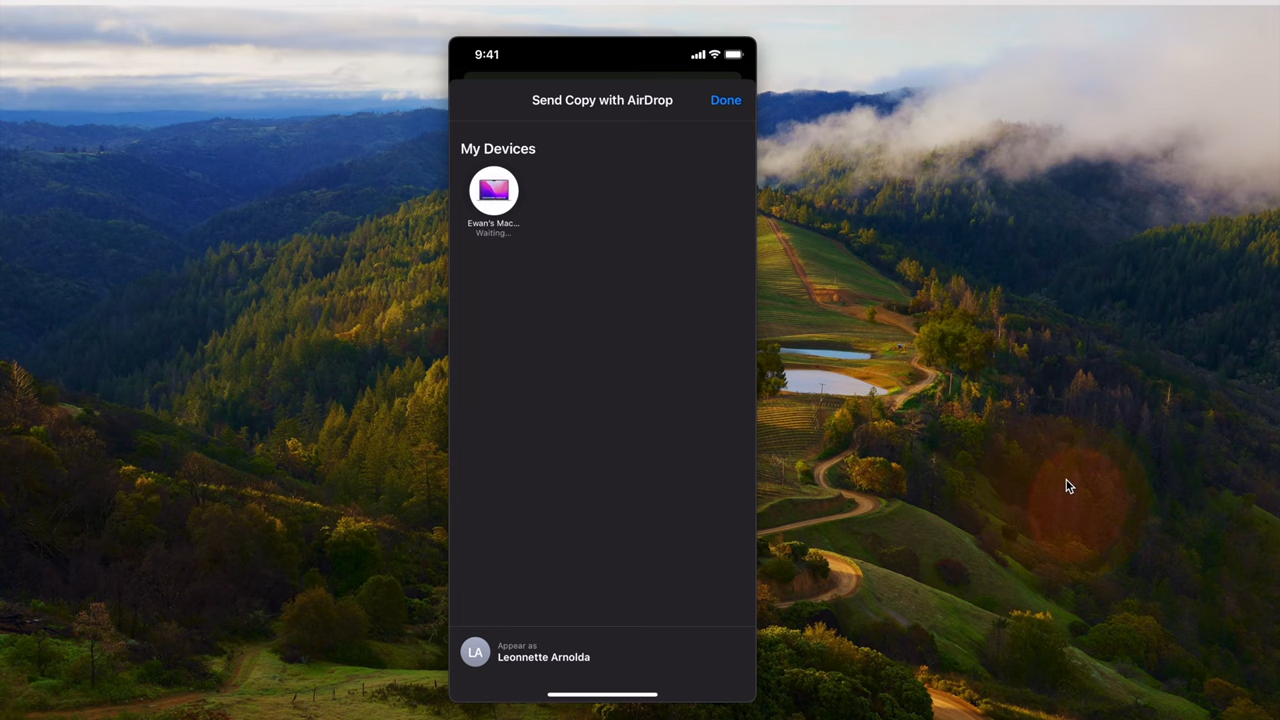 9:41
Send Copy with AirDrop
Done
My Devices
Ewan's Mac...
Waiting...
LA
Appear as
Leonnette Arnolda